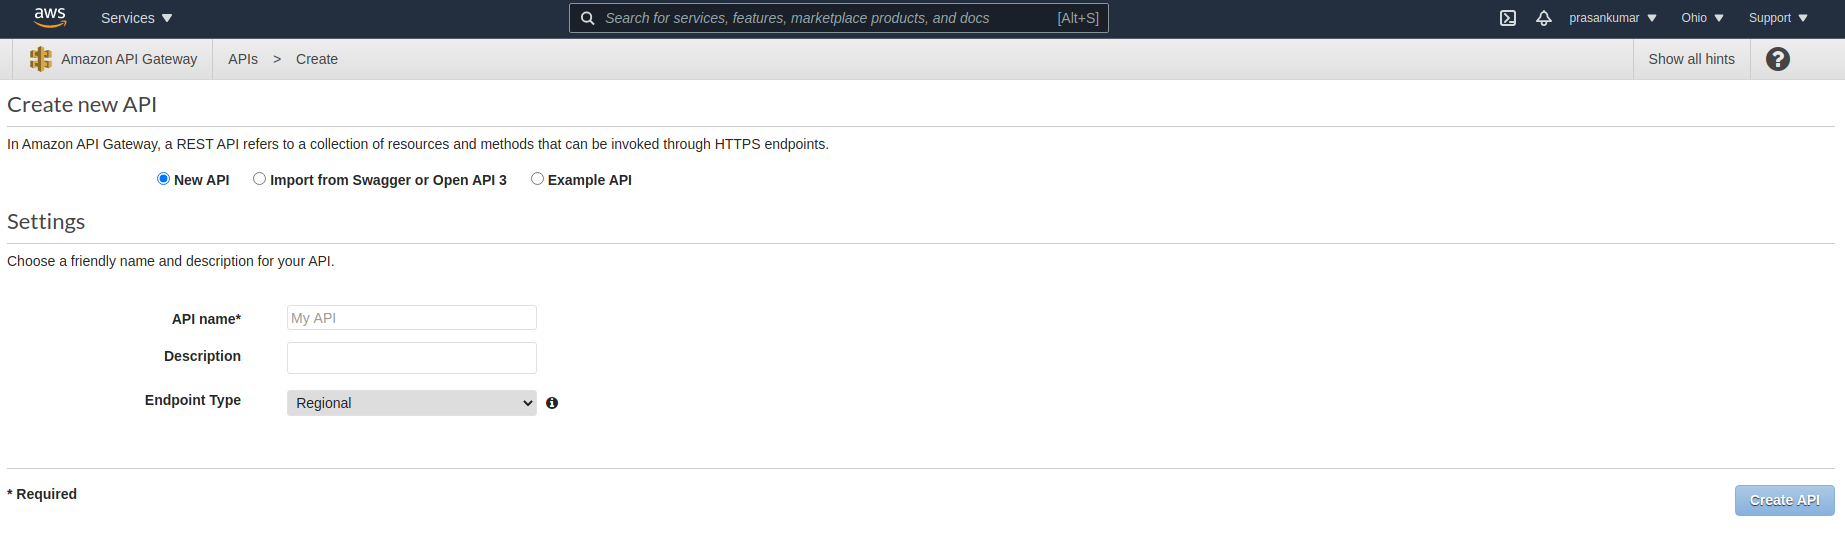 aws Services Search for services, features, marketplace products, and docs [Alt+S] prasankumar Ohio Support
Amazon API Gateway APIs > Create Show all hints ?
Create new API
In Amazon API Gateway, a REST API refers to a collection of resources and methods that can be invoked through HTTPS endpoints.
New API Import from Swagger or Open API 3 Example API
Settings
Choose a friendly name and description for your API.
API name* My API
Description
Endpoint Type Regional
* Required Create API